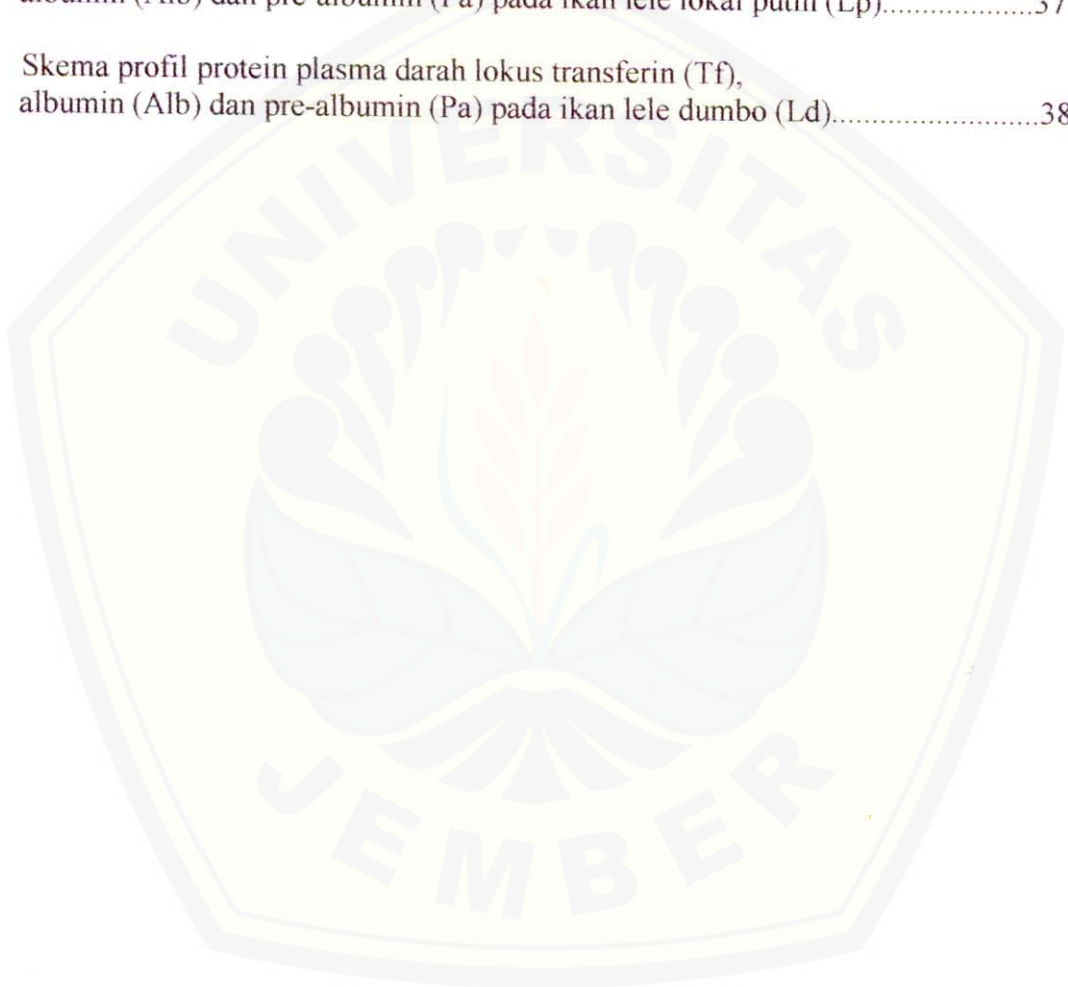 albumin (Alb) dan pre-albumin (Pa) pada ikan lele lokal putih (Lp)...................37
Skema profil protein plasma darah lokus transferin (Tf),
albumin (Alb) dan pre-albumin (Pa) pada ikan lele dumbo (Ld)..........................38
UNIVERSITAS
JEMBER